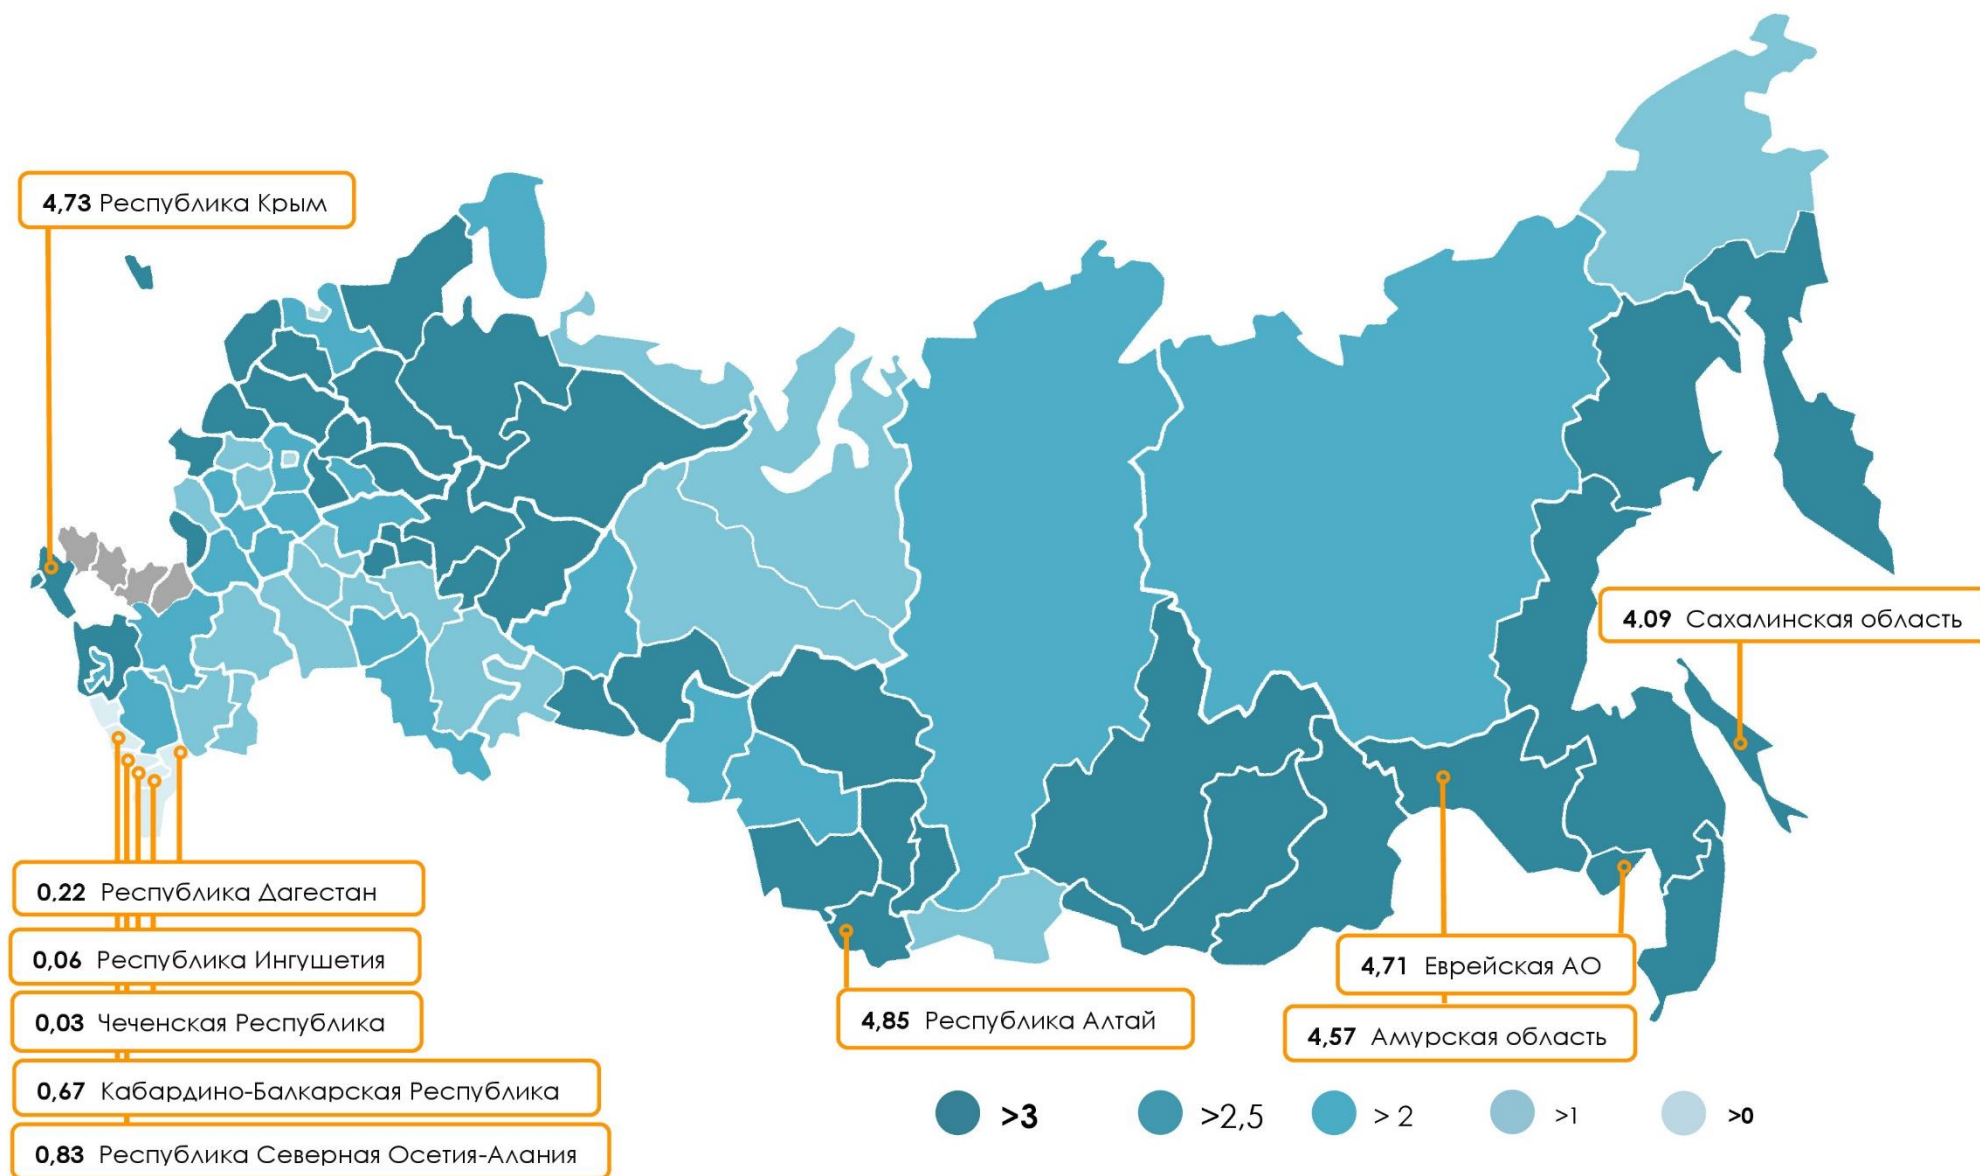 4,73 Республика Крым
4,09 Сахалинская область
0,22 Республика Дагестан
0,06 Республика Ингушетия
4,71 Еврейская АО
0,03 Чеченская Республика
4,85 Республика Алтай
4,57 Амурская область
0,67 Кабардино-Балкарская Республика
0,83 Республика Северная Осетия-Алания
>3 >2,5 > 2 >1 >0